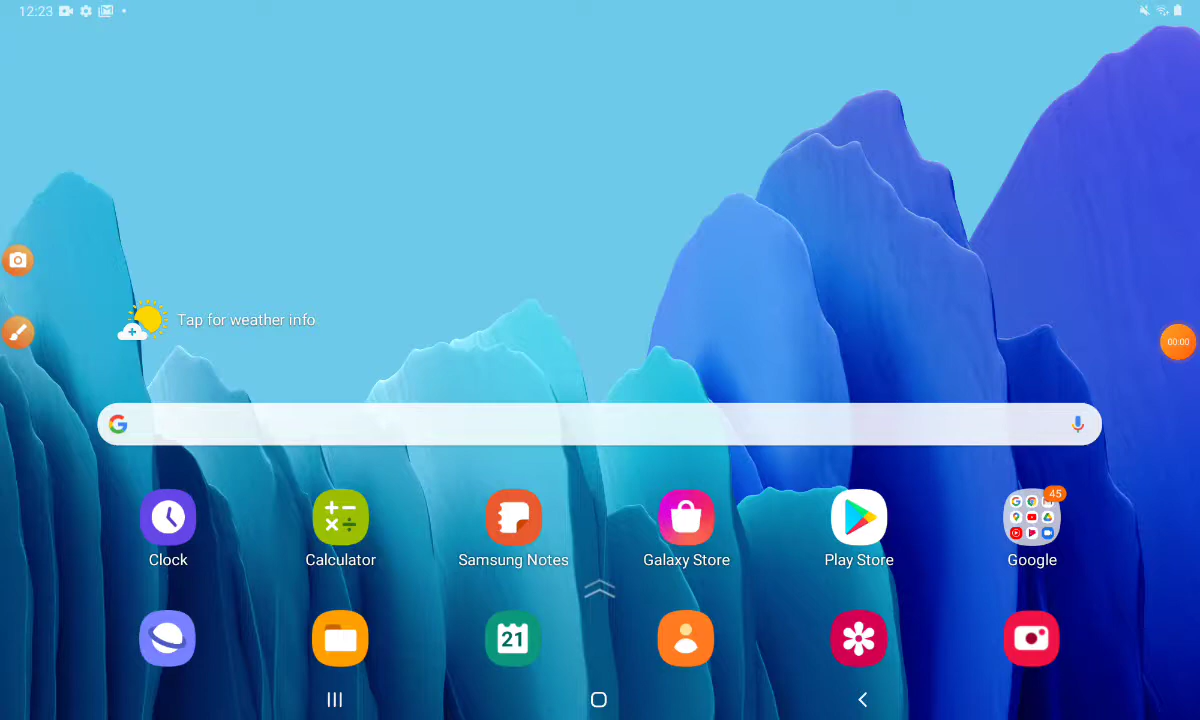 12:23
Tap for weather info
00:00
45
Clock
Calculator
Samsung Notes
Galaxy Store
Play Store
Google
21